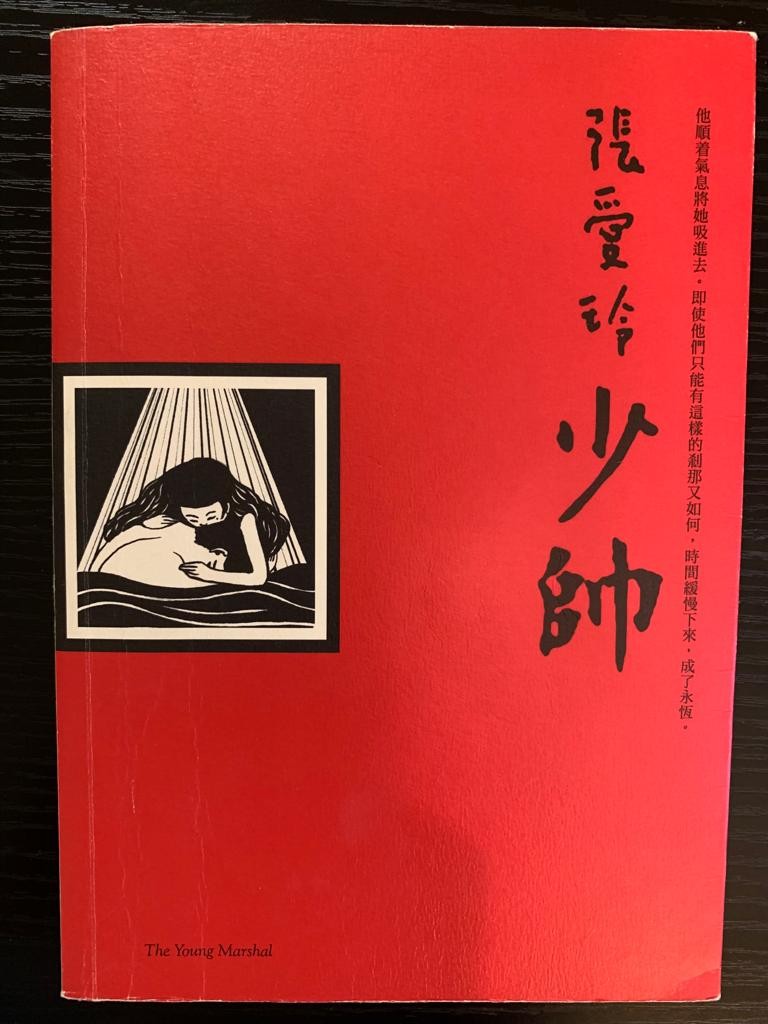 他順着氣息將她吸進去。即使他們只能有這樣的剎那又如何，時間緩慢下來，成了永恆。
張愛玲
少帥
The Young Marshal